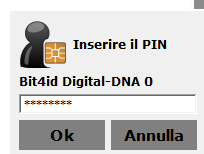 Inserire il PIN
Bit4id Digital-DNA 0
********
Ok Annulla